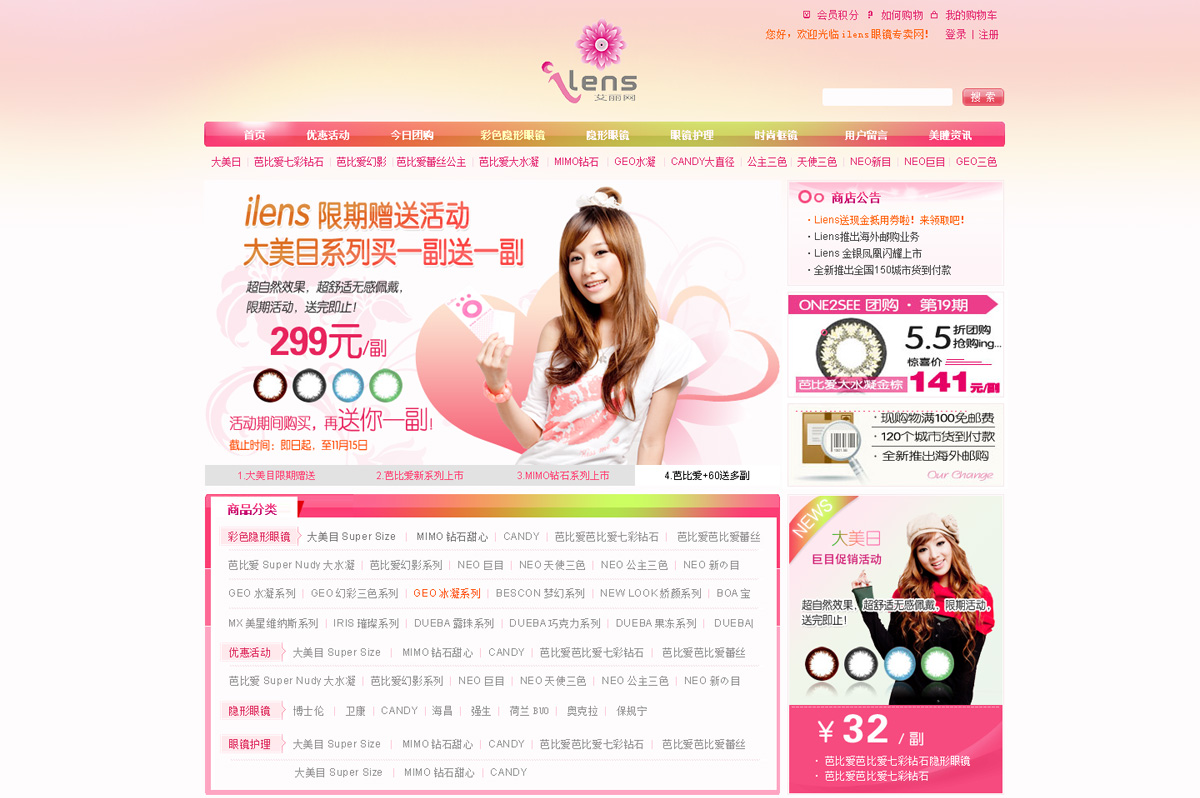 会员积分 ? 如何购物 我的购物车
您好，欢迎光临 ilens 眼镜专卖网！ 登录 | 注册
ilens
艾丽网
搜 索
首页 优惠活动 今日团购 彩色隐形眼镜 隐形眼镜 眼镜护理 时尚框镜 用户留言 美瞳资讯
大美日 | 芭比爱七彩钻石 | 芭比爱幻影 | 芭比爱蕾丝公主 | 芭比爱大水凝 | MIMO钻石 | GEO水凝 | CANDY大直径 | 公主三色 | 天使三色 | NEO新目 | NEO巨目 | GEO三色
ilens 限期赠送活动
大美目系列买一副送一副
超自然效果，超舒适无感佩戴，
限期活动，送完即止！
299元/副
活动期间购买，再送你一副！
截止时间：即日起，至11月15日
1.大美目限期赠送 2.芭比爱新系列上市 3.MIMO钻石系列上市 4.芭比爱+60送多副
商店公告
· Liens送现金抵用券啦！来领取吧！
· Liens推出海外邮购业务
· Liens 金银凤凰闪耀上市
· 全新推出全国150城市货到付款
ONE2SEE 团购 · 第19期
5.5折团购
抢购ing...
惊喜价
芭比爱大水凝金棕 141元/副
· 现购物满100免邮费
· 120个城市货到付款
· 全新推出海外邮购
Our Change
商品分类
彩色隐形眼镜 大美目 Super Size | MIMO 钻石甜心 | CANDY | 芭比爱芭比爱七彩钻石 | 芭比爱芭比爱蕾丝
芭比爱 Super Nudy 大水凝 | 芭比爱幻影系列 | NEO 巨目 | NEO 天使三色 | NEO 公主三色 | NEO 新の目
GEO 水凝系列 | GEO 幻彩三色系列 | GEO 冰凝系列 | BESCON 梦幻系列 | NEW LOOK 娇颜系列 | BOA 宝
MX 美星维纳斯系列 | IRIS 璀璨系列 | DUEBA 露珠系列 | DUEBA 巧克力系列 | DUEBA 果冻系列 | DUEBA|
优惠活动 大美目 Super Size | MIMO 钻石甜心 | CANDY | 芭比爱芭比爱七彩钻石 | 芭比爱芭比爱蕾丝
芭比爱 Super Nudy 大水凝 | 芭比爱幻影系列 | NEO 巨目 | NEO 天使三色 | NEO 公主三色 | NEO 新の目
隐形眼镜 博士伦 | 卫康 | CANDY | 海昌 | 强生 | 荷兰 BUO | 奥克拉 | 保视宁
眼镜护理 大美目 Super Size | MIMO 钻石甜心 | CANDY | 芭比爱芭比爱七彩钻石 | 芭比爱芭比爱蕾丝
大美目 Super Size | MIMO 钻石甜心 | CANDY
NEWS
大美日
巨目促销活动
超自然效果，超舒适无感佩戴，限期活动，
送完即止！
¥ 32 / 副
· 芭比爱芭比爱七彩钻石隐形眼镜
· 芭比爱芭比爱七彩钻石